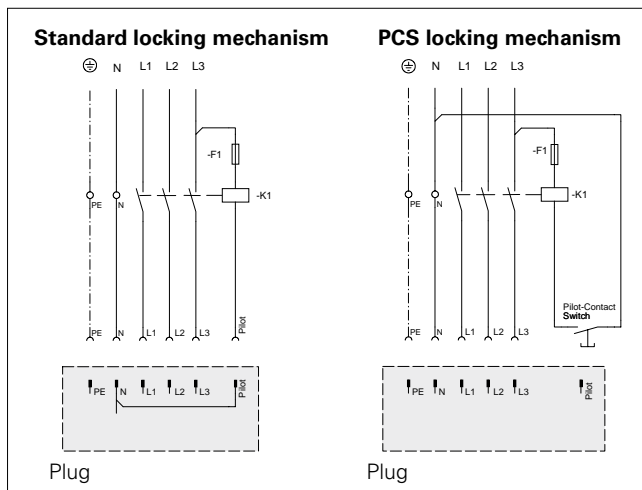 Standard locking mechanism
N L1 L2 L3
-F1
-K1
PE N
PE N L1 L2 L3 Pilot
PE N L1 L2 L3 Pilot
Plug
PCS locking mechanism
N L1 L2 L3
-F1
-K1
PE N
Pilot-Contact
Switch
PE N L1 L2 L3
PE N L1 L2 L3 Pilot
Plug